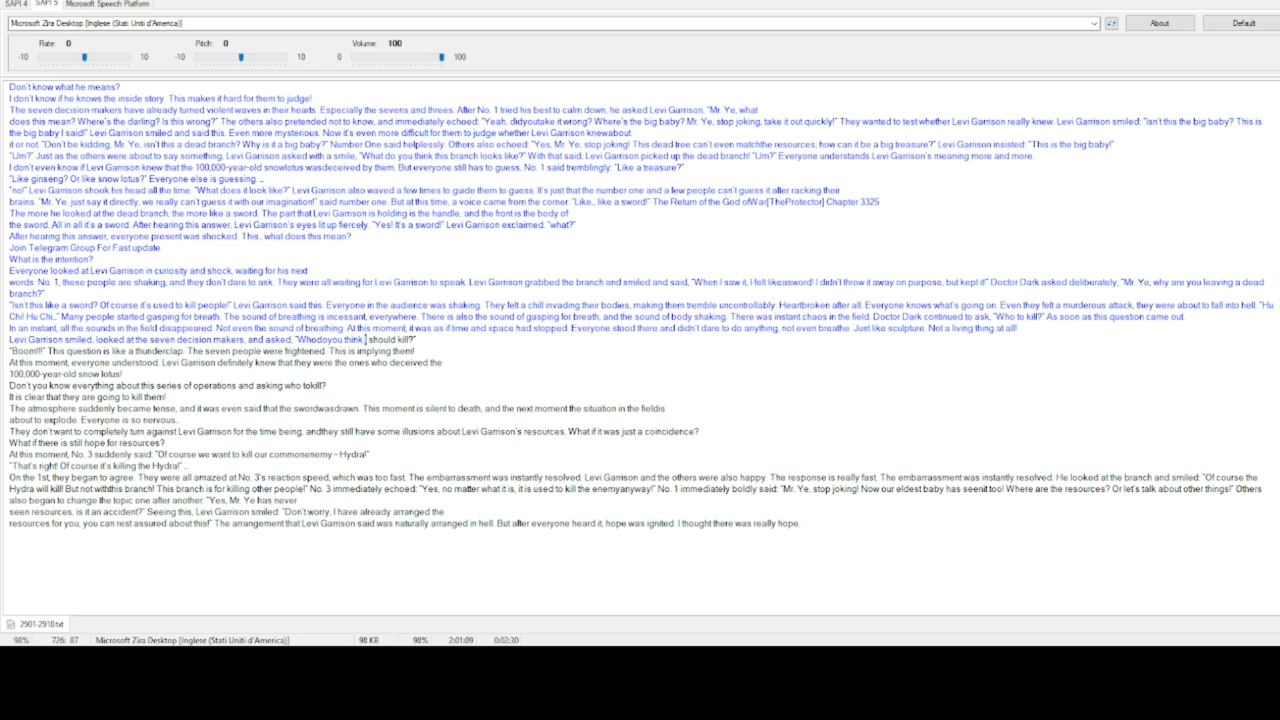 SAPI 4 SAPI 5 Microsoft Speech Platform
Microsoft Zira Desktop [Inglese (Stati Uniti d'America)] About Default
Rate: 0 Pitch: 0 Volume: 100
-10 10 -10 10 0 100
Don't know what he means?
I don't know if he knows the inside story. This makes it hard for them to judge!
The seven decision-makers have already turned violent waves in their hearts. Especially the sevens and threes. After No. 1 tried his best to calm down, he asked Levi Garrison, "Mr. Ye, what
does this mean? Where's the darling? Is this wrong?" The others also pretended not to know, and immediately echoed: "Yeah, didyoutake it wrong? Where's the big baby? Mr. Ye, stop joking, take it out quickly!" They wanted to test whether Levi Garrison really knew. Levi Garrison smiled: "Isn't this the big baby? This is
the big baby I said!" Levi Garrison smiled and said this. Even more mysterious. Now it's even more difficult for them to judge whether Levi Garrison knewabout
it or not. "Don't be kidding, Mr. Ye, isn't this a dead branch? Why is it a big baby?" Number One said helplessly. Others also echoed: "Yes, Mr. Ye, stop joking! This dead tree can't even matchthe resources, how can it be a big treasure?" Levi Garrison insisted: "This is the big baby!"
"Um?" Just as the others were about to say something, Levi Garrison asked with a smile, "What do you think this branch looks like?" With that said, Levi Garrison picked up the dead branch! "Um?" Everyone understands Levi Garrison's meaning more and more.
I don't even know if Levi Garrison knew that the 100,000-year-old snowlotus was deceived by them. But everyone still has to guess. No. 1 said tremblingly: "Like a treasure?"
"Like ginseng? Or like snow lotus?" Everyone else is guessing. ..
"no!" Levi Garrison shook his head all the time. "What does it look like?" Levi Garrison also waved a few times to guide them to guess. It's just that the number one and a few people can't guess it after racking their
brains. "Mr. Ye, just say it directly, we really can't guess it with our imagination!" said number one. But at this time, a voice came from the corner. "Like.. like a sword!" The Return of the God ofWar[TheProtector] Chapter 3325
The more he looked at the dead branch, the more like a sword. The part that Levi Garrison is holding is the handle, and the front is the body of
the sword. All in all it's a sword. After hearing this answer, Levi Garrison's eyes lit up fiercely. "Yes! It's a sword!" Levi Garrison exclaimed. "what?"
After hearing this answer, everyone present was shocked. This.. what does this mean?
Join Telegram Group For Fast update
What is the intention?
Everyone looked at Levi Garrison in curiosity and shock, waiting for his next
words. No. 1, these people are shaking, and they don't dare to ask. They were all waiting for Levi Garrison to speak. Levi Garrison grabbed the branch and smiled and said, "When I saw it, I felt likeasword! I didn't throw it away on purpose, but kept it!" Doctor Dark asked deliberately, "Mr. Ye, why are you leaving a dead
branch?"
"Isn't this like a sword? Of course it's used to kill people!" Levi Garrison said this. Everyone in the audience was shaking. They felt a chill invading their bodies, making them tremble uncontrollably. Heartbroken after all. Everyone knows what's going on. Even they felt a murderous attack, they were about to fall into hell. "Hu
Chi! Hu Chi.." Many people started gasping for breath. The sound of breathing is incessant, everywhere. There is also the sound of gasping for breath, and the sound of body shaking. There was instant chaos in the field. Doctor Dark continued to ask, "Who to kill?" As soon as this question came out.
In an instant, all the sounds in the field disappeared. Not even the sound of breathing. At this moment, it was as if time and space had stopped. Everyone stood there and didn't dare to do anything, not even breathe. Just like sculpture. Not a living thing at all!
Levi Garrison smiled, looked at the seven decision makers, and asked, "Whodoyou think I should kill?"
"Boom!!!" This question is like a thunderclap. The seven people were frightened. This is implying them!
At this moment, everyone understood. Levi Garrison definitely knew that they were the ones who deceived the
100,000-year-old snow lotus!
Don't you know everything about this series of operations and asking who tokill?
It is clear that they are going to kill them!
The atmosphere suddenly became tense, and it was even said that the swordwasdrawn. This moment is silent to death, and the next moment the situation in the fieldis
about to explode. Everyone is so nervous..
They don't want to completely turn against Levi Garrison for the time being, andthey still have some illusions about Levi Garrison's resources. What if it was just a coincidence?
What if there is still hope for resources?
At this moment, No. 3 suddenly said: "Of course we want to kill our commonenemy ~ Hydra!"
"That's right! Of course it's killing the Hydra!" ..
On the 1st, they began to agree. They were all amazed at No. 3's reaction speed, which was too fast. The embarrassment was instantly resolved. Levi Garrison and the others were also happy. The response is really fast. The embarrassment was instantly resolved. He looked at the branch and smiled: "Of course the
Hydra will kill! But not withthis branch! This branch is for killing other people!" No. 3 immediately echoed: "Yes, no matter what it is, it is used to kill the enemyanyway!" No. 1 immediately boldly said: "Mr. Ye, stop joking! Now our eldest baby has seenit too! Where are the resources? Or let's talk about other things!" Others
also began to change the topic one after another: "Yes, Mr. Ye has never
seen resources, is it an accident?" Seeing this, Levi Garrison smiled: "Don't worry, I have already arranged the
resources for you, you can rest assured about this!" The arrangement that Levi Garrison said was naturally arranged in hell. But after everyone heard it, hope was ignited. I thought there was really hope.
2901-2910.txt
98% 726: 87 Microsoft Zira Desktop [Inglese (Stati Uniti d'America)] 98 KB 98% 2:01:09 0:02:30